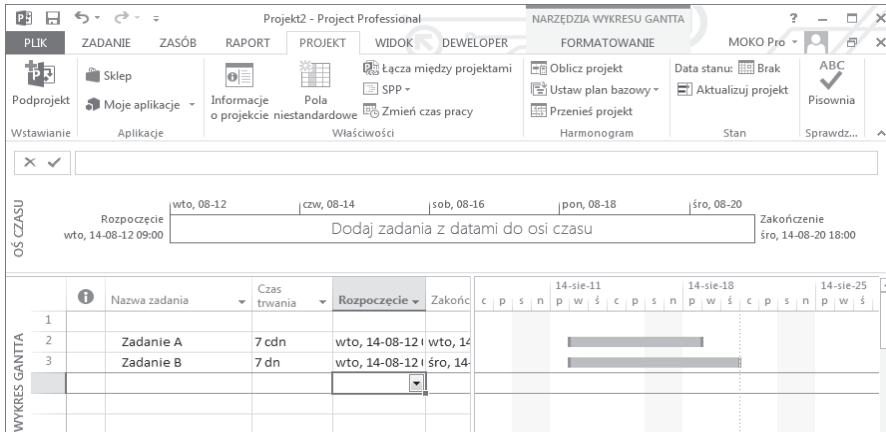 Projekt2 - Project Professional
NARZĘDZIA WYKRESU GANTTA
PLIK ZADANIE ZASÓB RAPORT PROJEKT WIDOK DEWELOPER FORMATOWANIE MOKO Pro
Podprojekt
Sklep
Moje aplikacje
Informacje o projekcie
Pola niestandardowe
Łącza między projektami
SPP
Zmień czas pracy
Oblicz projekt
Ustaw plan bazowy
Przenieś projekt
Data stanu: Brak
Aktualizuj projekt
ABC
Pisownia
Wstawianie Aplikacje Właściwości Harmonogram Stan Sprawdz...
OŚ CZASU
wto, 08-12 czw, 08-14 sob, 08-16 pon, 08-18 śro, 08-20
Rozpoczęcie
wto, 14-08-12 09:00
Dodaj zadania z datami do osi czasu
Zakończenie
śro, 14-08-20 18:00
WYKRES GANTTA
Nazwa zadania Czas trwania Rozpoczęcie Zakońc
14-sie-11 14-sie-18 14-sie-25
c p s n p w ś c p s n p w ś c p s n p w ś
1
2 Zadanie A 7 cdn wto, 14-08-12 wto, 14
3 Zadanie B 7 dn wto, 14-08-12 śro, 14-